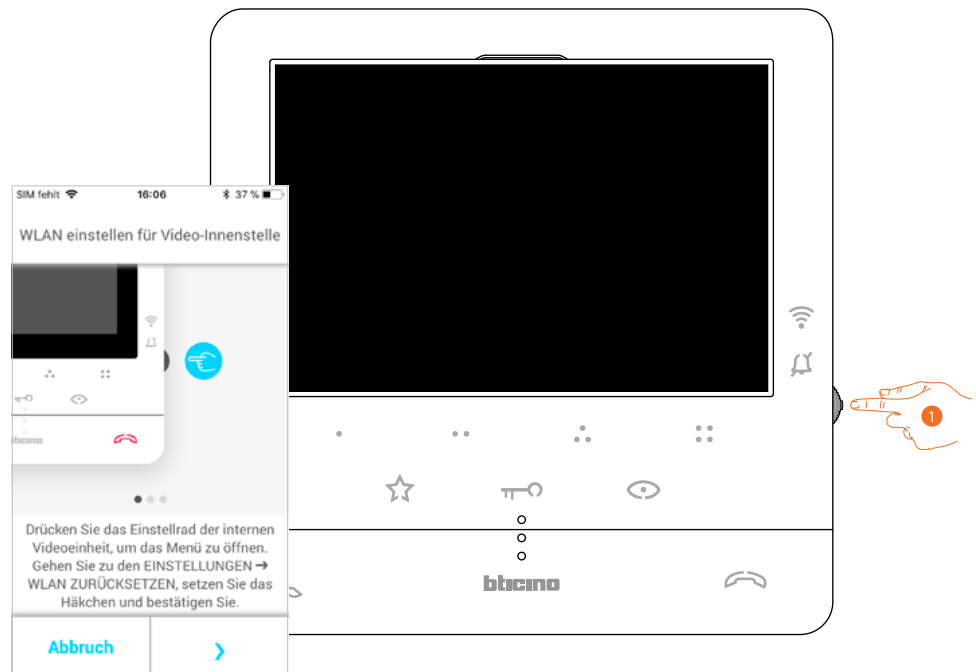 SIM fehlt 16:06 37 %
WLAN einstellen für Video-Innenstelle
bticino
Drücken Sie das Einstellrad der internen
Videoeinheit, um das Menü zu öffnen.
Gehen Sie zu den EINSTELLUNGEN →
WLAN ZURÜCKSETZEN, setzen Sie das
Häkchen und bestätigen Sie.
Abbruch
bticino
1